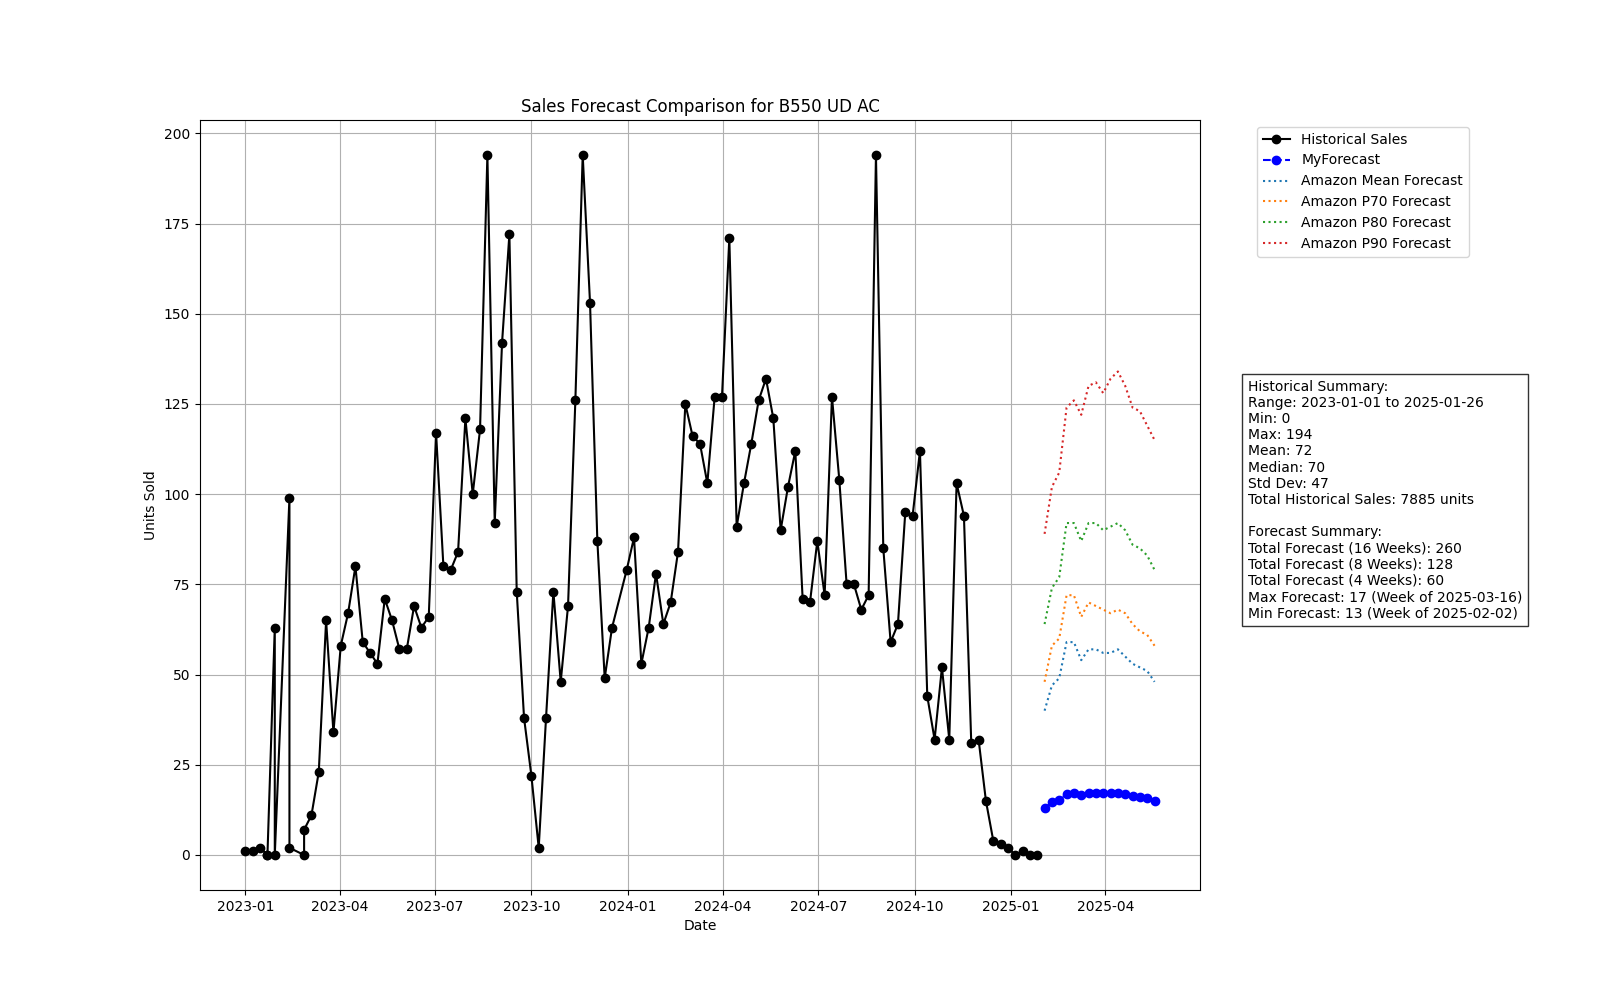 Sales Forecast Comparison for B550 UD AC
200
175
150
125
100
75
50
25
0
Units Sold
2023-01
2023-04
2023-07
2023-10
2024-01
2024-04
2024-07
2024-10
2025-01
2025-04
Date
Historical Sales
MyForecast
Amazon Mean Forecast
Amazon P70 Forecast
Amazon P80 Forecast
Amazon P90 Forecast
Historical Summary:
Range: 2023-01-01 to 2025-01-26
Min: 0
Max: 194
Mean: 72
Median: 70
Std Dev: 47
Total Historical Sales: 7885 units
Forecast Summary:
Total Forecast (16 Weeks): 260
Total Forecast (8 Weeks): 128
Total Forecast (4 Weeks): 60
Max Forecast: 17 (Week of 2025-03-16)
Min Forecast: 13 (Week of 2025-02-02)